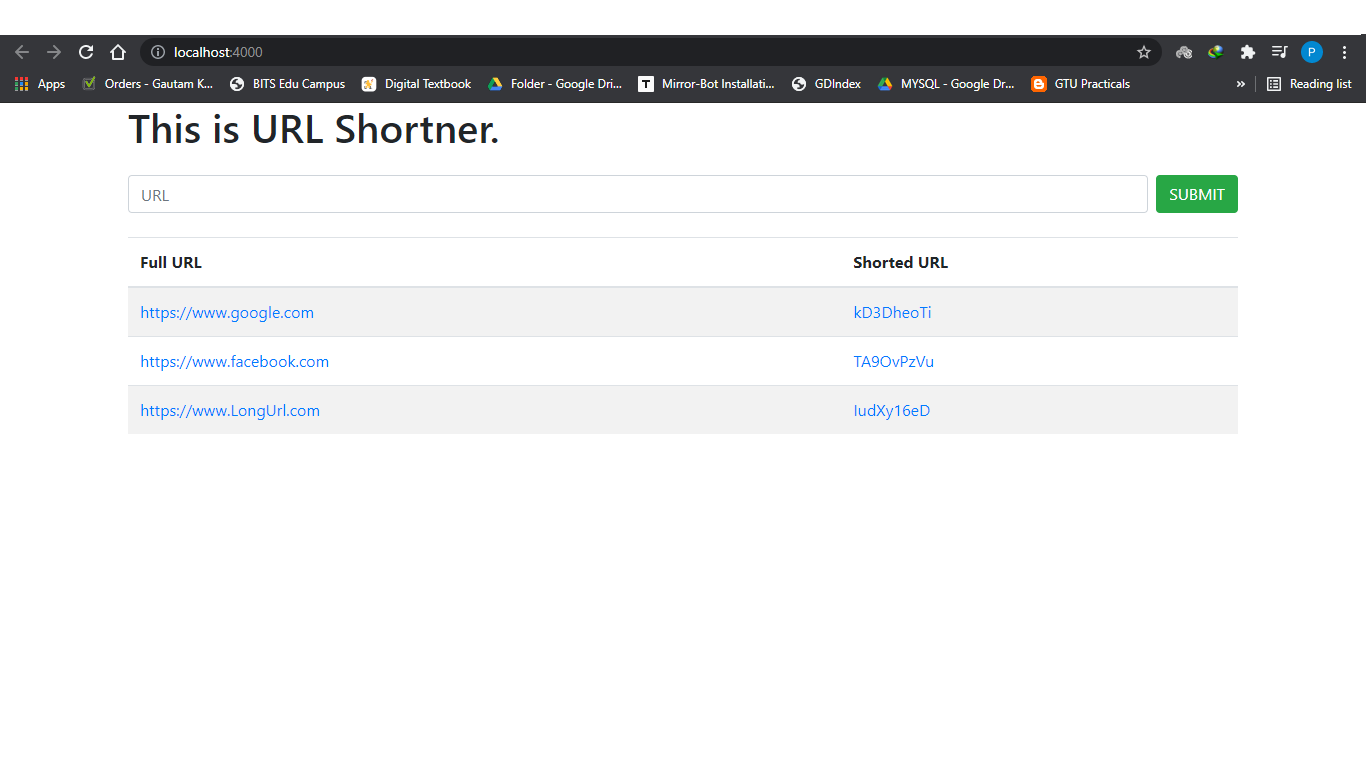 localhost:4000
P
Apps Orders - Gautam K... BITS Edu Campus Digital Textbook Folder - Google Dri... T Mirror-Bot Installati... GDIndex MYSQL - Google Dr... GTU Practicals » Reading list
This is URL Shortner.
URL SUBMIT
Full URL Shorted URL
https://www.google.com kD3DheoTi
https://www.facebook.com TA9OvPzVu
https://www.LongUrl.com IudXy16eD